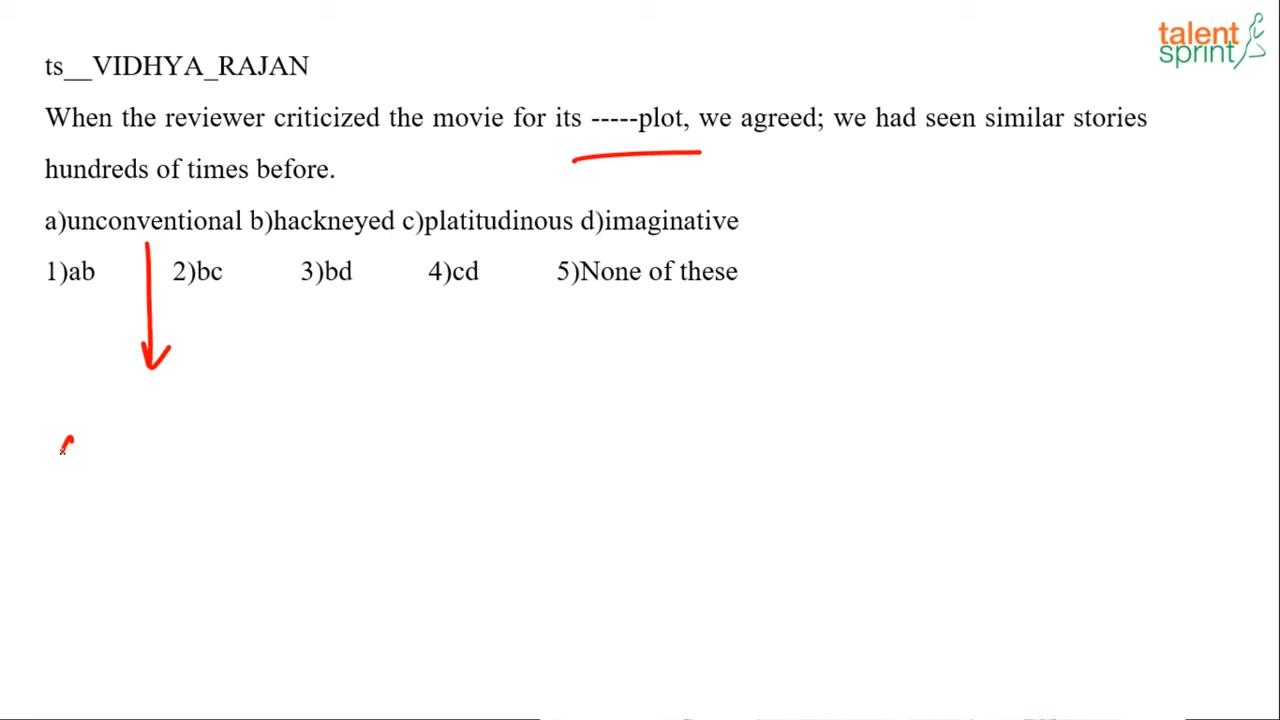 talent
sprint
ts__VIDHYA_RAJAN
When the reviewer criticized the movie for its -----plot, we agreed; we had seen similar stories
hundreds of times before.
a)unconventional b)hackneyed c)platitudinous d)imaginative
1)ab 2)bc 3)bd 4)cd 5)None of these